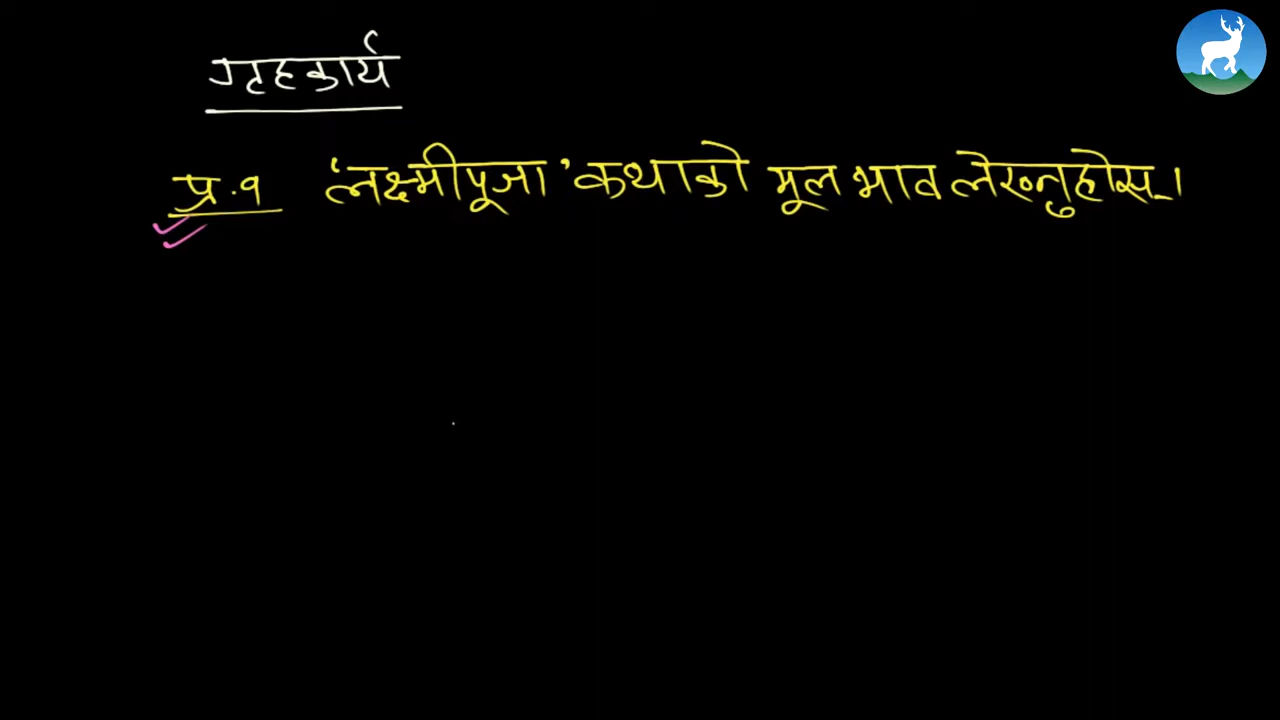 गृहकार्य
प्र.१ 'लक्ष्मीपूजा' कथाको मूल भाव लेख्नुहोस् ।